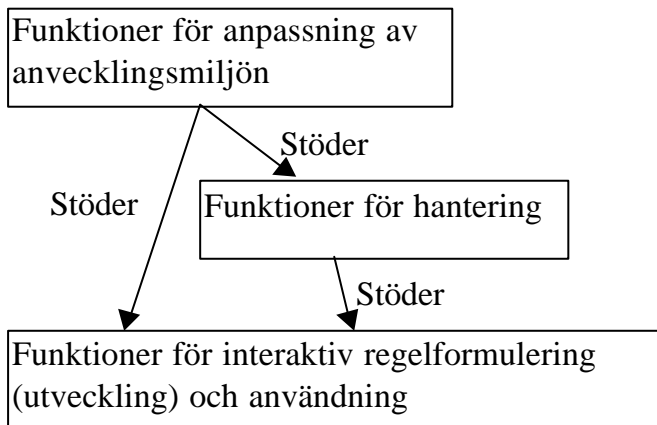 Funktioner för anpassning av
anvecklingsmiljön
Stöder
Stöder
Funktioner för hantering
Stöder
Funktioner för interaktiv regelformulering
(utveckling) och användning